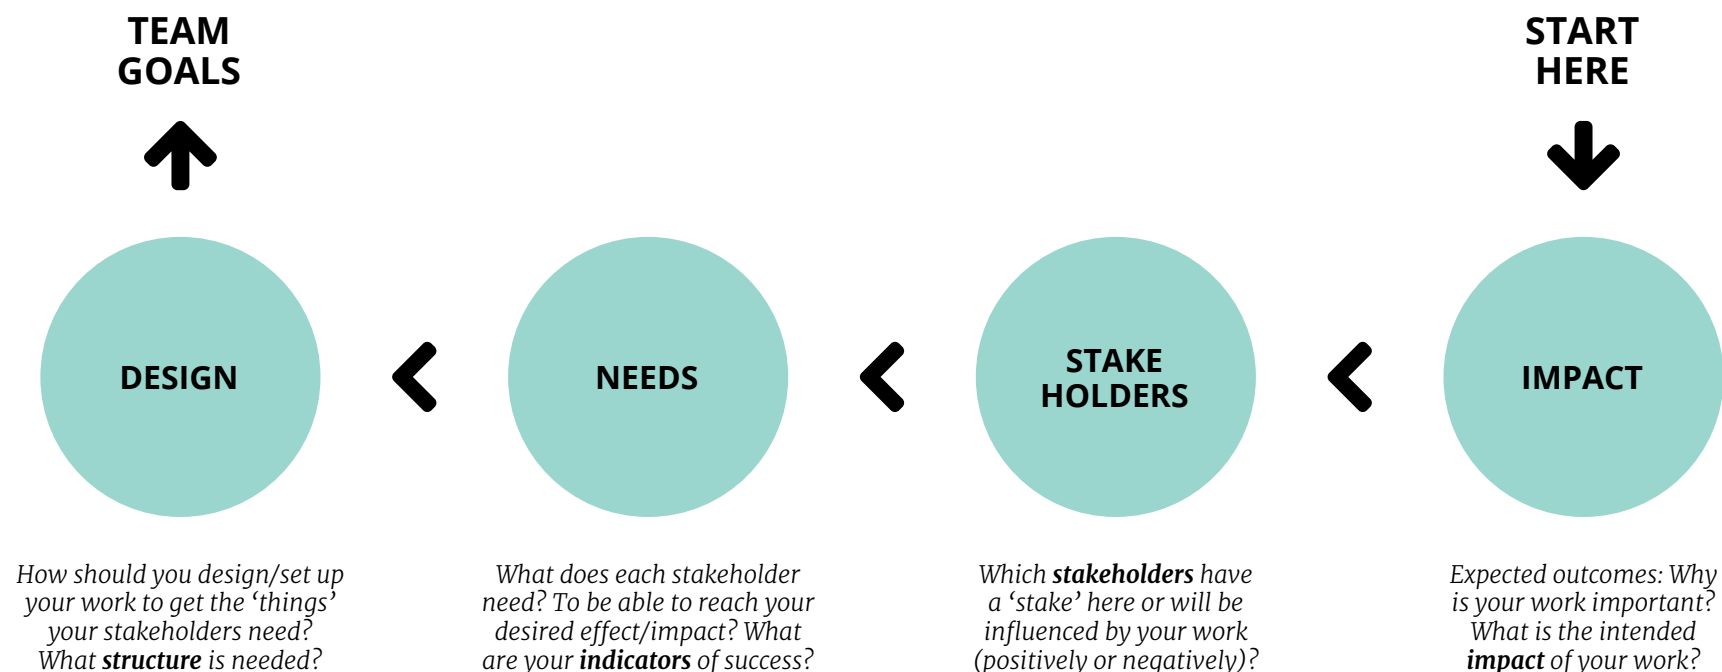 TEAM
GOALS
START
HERE
DESIGN
NEEDS
STAKE
HOLDERS
IMPACT
How should you design/set up
your work to get the ‘things’
your stakeholders need?
What structure is needed?
What does each stakeholder
need? To be able to reach your
desired effect/impact? What
are your indicators of success?
Which stakeholders have
a ‘stake’ here or will be
influenced by your work
(positively or negatively)?
Expected outcomes: Why
is your work important?
What is the intended
impact of your work?